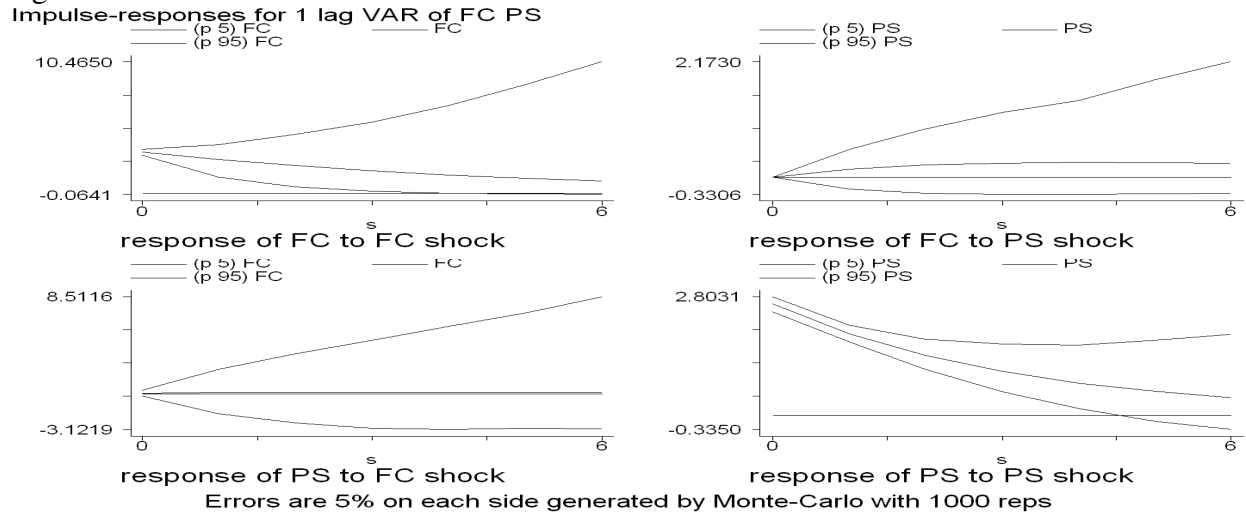 Impulse-responses for 1 lag VAR of FC PS
(p 5) FC
FC
(p 95) FC
10.4650
-0.0641
0
s
6
response of FC to FC shock
(p 5) PS
PS
(p 95) PS
2.1730
-0.3306
0
s
6
response of FC to PS shock
(p 5) FC
FC
(p 95) FC
8.5116
-3.1219
0
s
6
response of PS to FC shock
(p 5) PS
PS
(p 95) PS
2.8031
-0.3350
0
s
6
response of PS to PS shock
Errors are 5% on each side generated by Monte-Carlo with 1000 reps